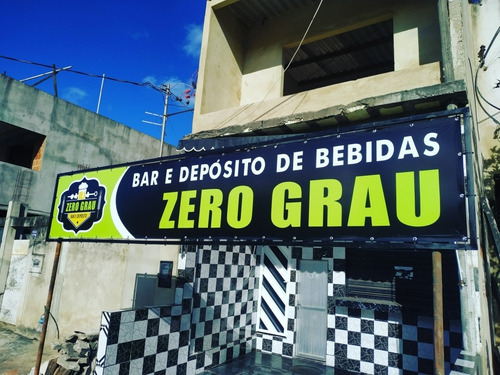 BAR E DEPÓSITO DE BEBIDAS
ZERO GRAU
ZERO GRAU